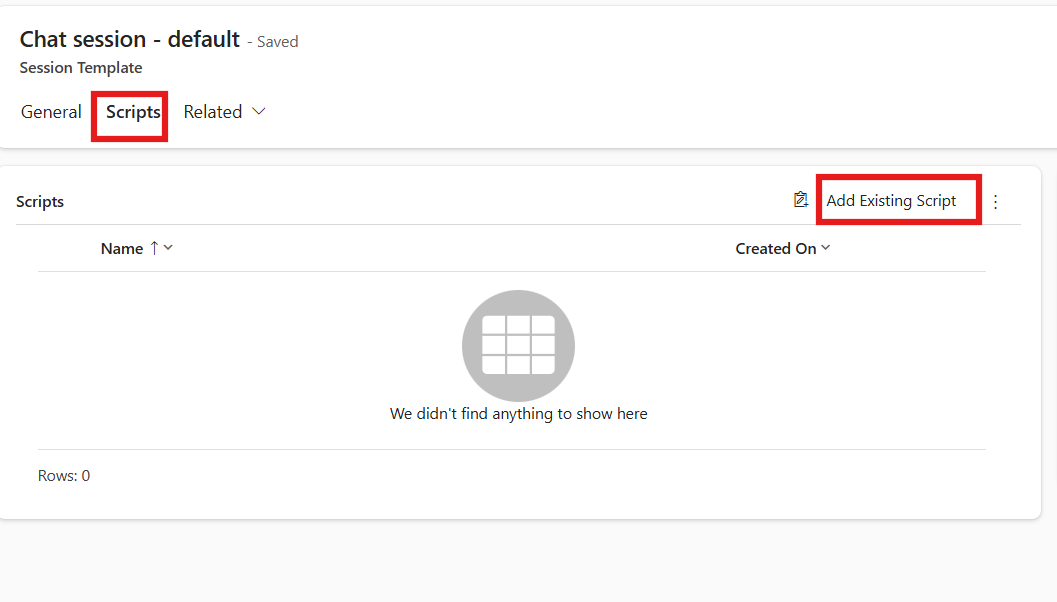 Chat session - default - Saved
Session Template
General Scripts Related
Scripts Add Existing Script
Name Created On
We didn't find anything to show here
Rows: 0